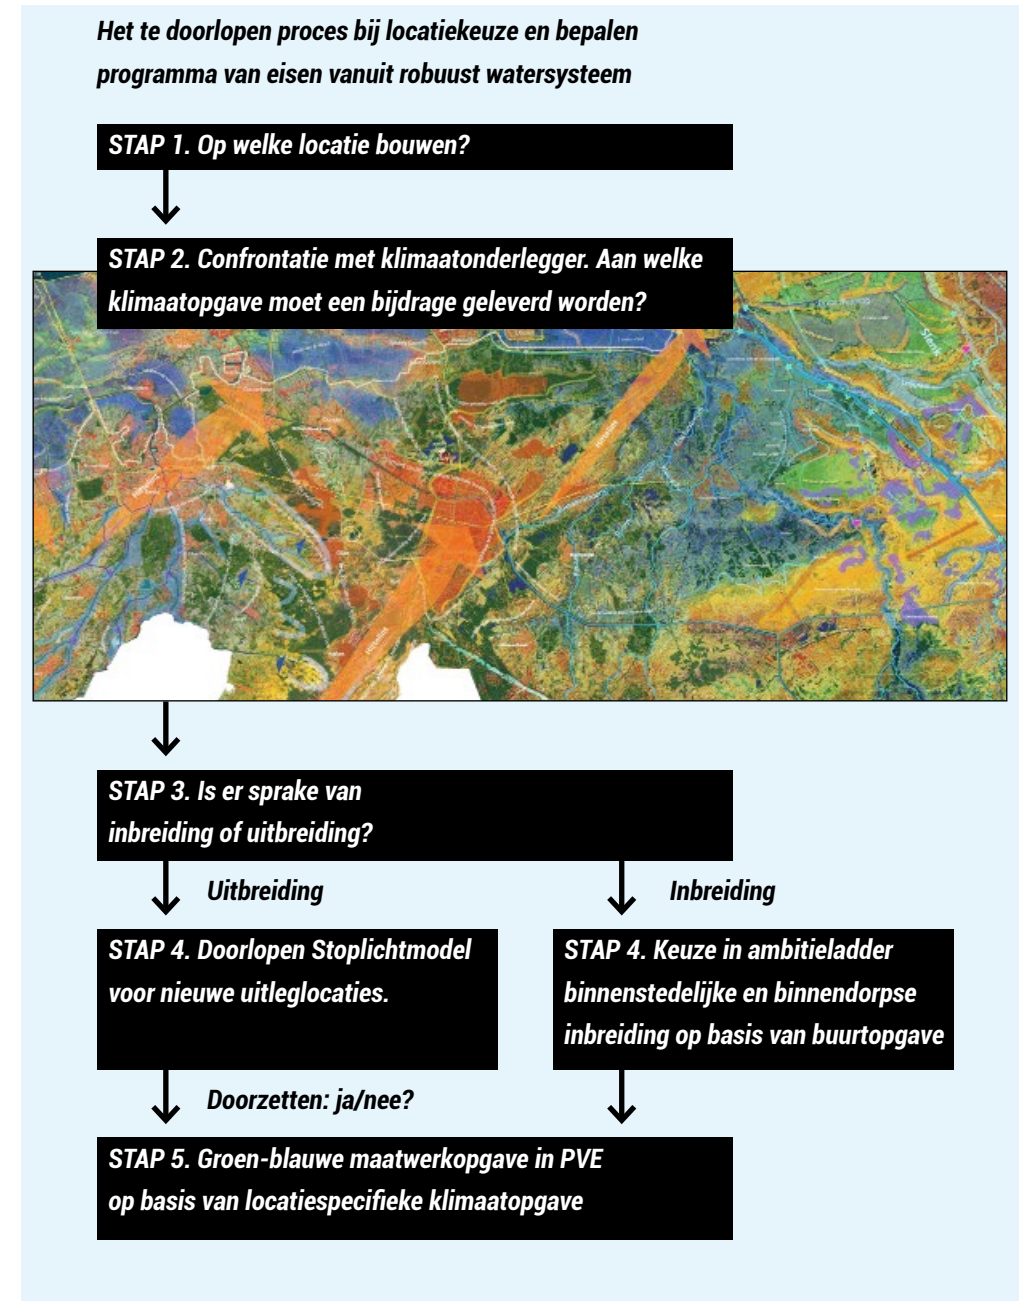 Het te doorlopen proces bij locatiekeuze en bepalen
programma van eisen vanuit robuust watersysteem
STAP 1. Op welke locatie bouwen?
STAP 2. Confrontatie met klimaatonderlegger. Aan welke
klimaatopgave moet een bijdrage geleverd worden?
Slenk
STAP 3. Is er sprake van
inbreiding of uitbreiding?
Uitbreiding
Inbreiding
STAP 4. Doorlopen Stoplichtmodel
voor nieuwe uitleglocaties.
STAP 4. Keuze in ambitieladder
binnenstedelijke en binnendorpse
inbreiding op basis van buurtopgave
Doorzetten: ja/nee?
STAP 5. Groen-blauwe maatwerkopgave in PVE
op basis van locatiespecifieke klimaatopgave